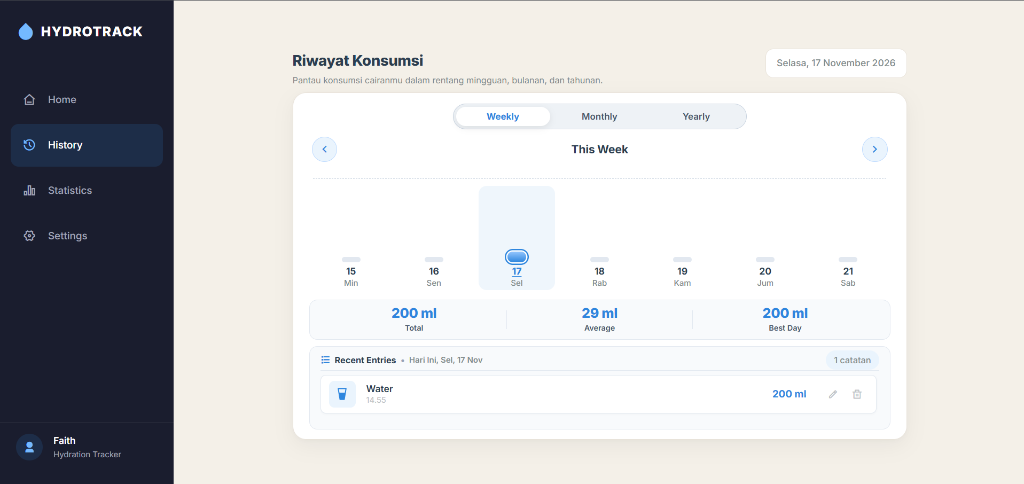 HYDROTRACK
Home
History
Statistics
Settings
Faith
Hydration Tracker
Riwayat Konsumsi
Pantau konsumsi cairanmu dalam rentang mingguan, bulanan, dan tahunan.
Selasa, 17 November 2026
Weekly Monthly Yearly
This Week
15 16 17 18 19 20 21
Min Sen Sel Rab Kam Jum Sab
200 ml 29 ml 200 ml
Total Average Best Day
Recent Entries • Hari Ini, Sel, 17 Nov 1 catatan
Water 200 ml
14.55